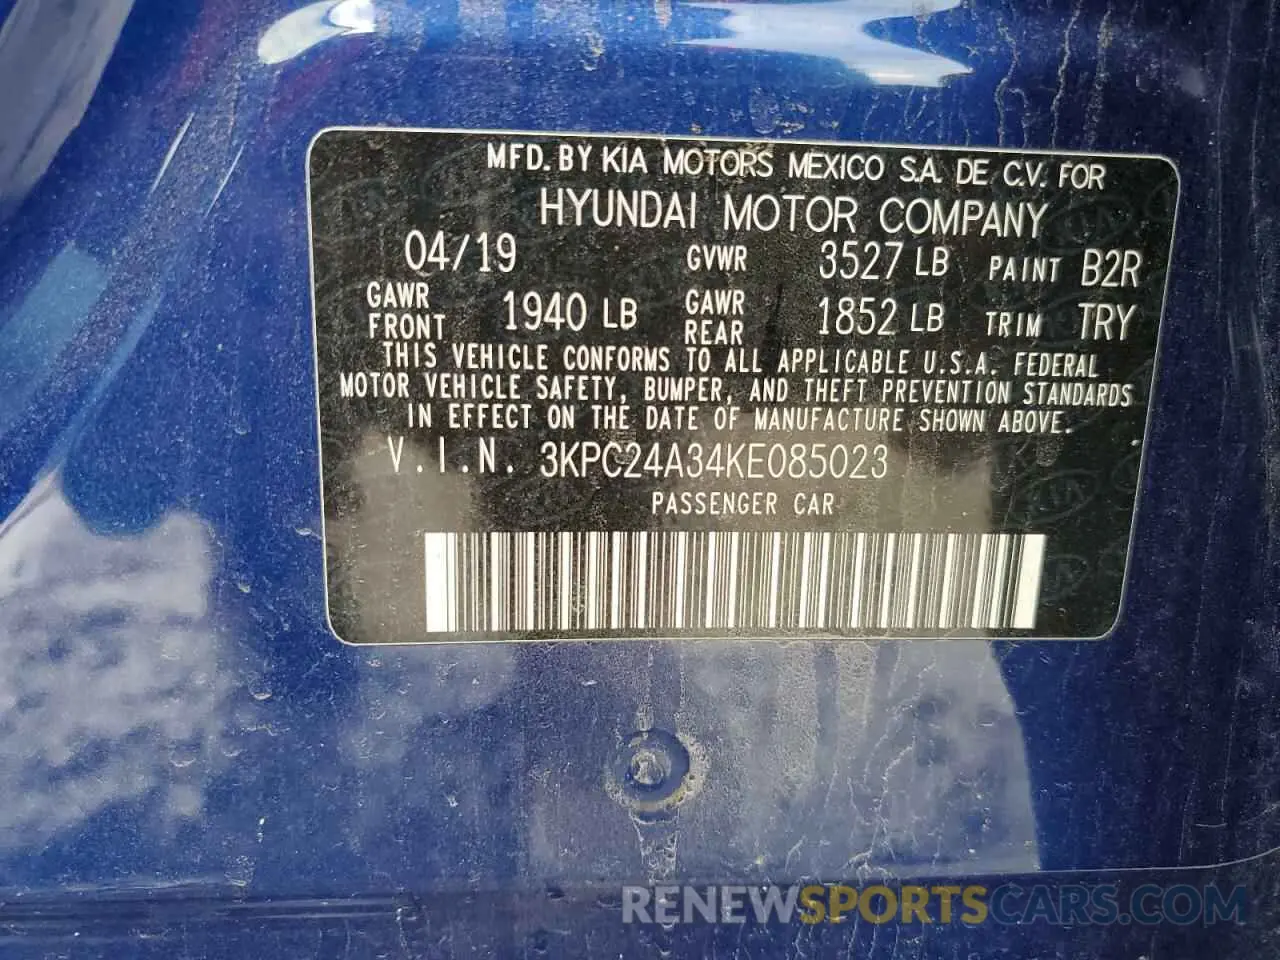 MFD. BY KIA MOTORS MEXICO S.A. DE C.V. FOR
HYUNDAI MOTOR COMPANY
04/19 GVWR 3527 LB PAINT B2R
GAWR FRONT 1940 LB GAWR REAR 1852 LB TRIM TRY
THIS VEHICLE CONFORMS TO ALL APPLICABLE U.S.A. FEDERAL
MOTOR VEHICLE SAFETY, BUMPER, AND THEFT PREVENTION STANDARDS
IN EFFECT ON THE DATE OF MANUFACTURE SHOWN ABOVE.
V.I.N. 3KPC24A34KE085023
PASSENGER CAR
RENEWSPORTSCARS.COM